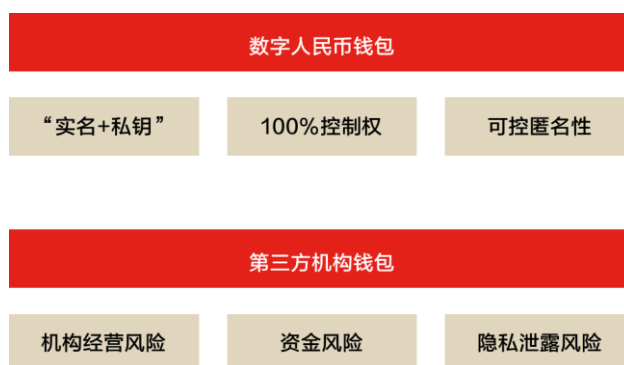 数字人民币钱包
“实名+私钥” 100%控制权 可控匿名性
第三方机构钱包
机构经营风险 资金风险 隐私泄露风险